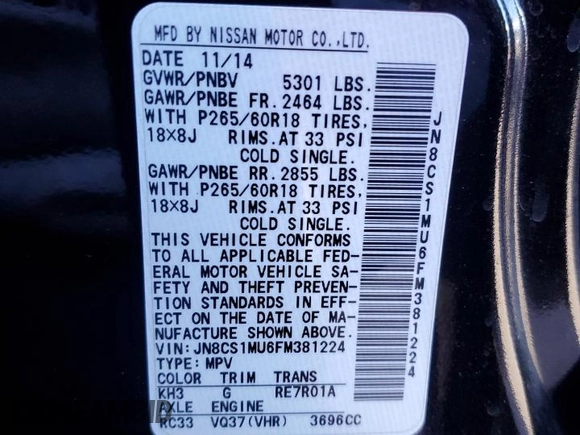 MFD BY NISSAN MOTOR CO.,LTD.
DATE 11/14
GVWR/PNBV 5301 LBS.
GAWR/PNBE FR. 2464 LBS.
WITH P265/60R18 TIRES,
18X8J RIMS.AT 33 PSI
COLD SINGLE.
GAWR/PNBE RR. 2855 LBS.
WITH P265/60R18 TIRES,
18X8J RIMS.AT 33 PSI
COLD SINGLE.
THIS VEHICLE CONFORMS
TO ALL APPLICABLE FED-
ERAL MOTOR VEHICLE SA-
FETY AND THEFT PREVEN-
TION STANDARDS IN EFF-
ECT ON THE DATE OF MA-
NUFACTURE SHOWN ABOVE.
VIN: JN8CS1MU6FM381224
TYPE: MPV
COLOR TRIM TRANS
KH3 G RE7R01A
AXLE ENGINE
RC33 VQ37(VHR) 3696CC
JN8CS1MU6FM381224